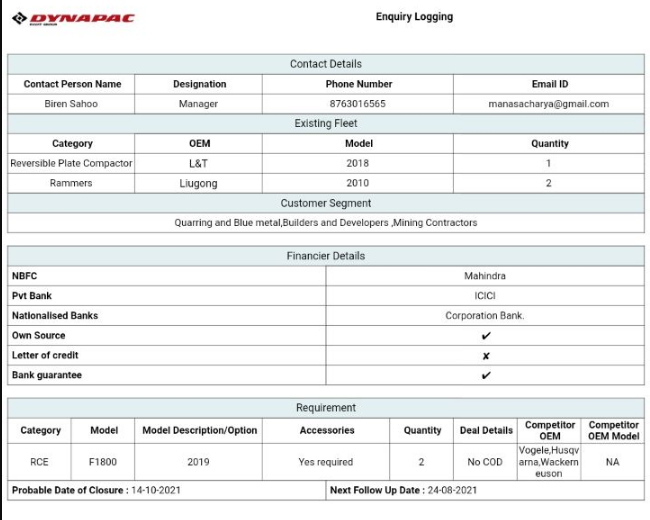 DYNAPAC
Enquiry Logging
Contact Details
Contact Person Name Designation Phone Number Email ID
Biren Sahoo Manager 8763016565 manasacharya@gmail.com
Existing Fleet
Category OEM Model Quantity
Reversible Plate Compactor L&T 2018 1
Rammers Liugong 2010 2
Customer Segment
Quarring and Blue metal,Builders and Developers ,Mining Contractors
Financier Details
NBFC Mahindra
Pvt Bank ICICI
Nationalised Banks Corporation Bank.
Own Source ✔
Letter of credit ✘
Bank guarantee ✔
Requirement
Category Model Model Description/Option Accessories Quantity Deal Details Competitor OEM Competitor OEM Model
RCE F1800 2019 Yes required 2 No COD Vogele,Husqvarna,Wackerneuson NA
Probable Date of Closure : 14-10-2021 Next Follow Up Date : 24-08-2021